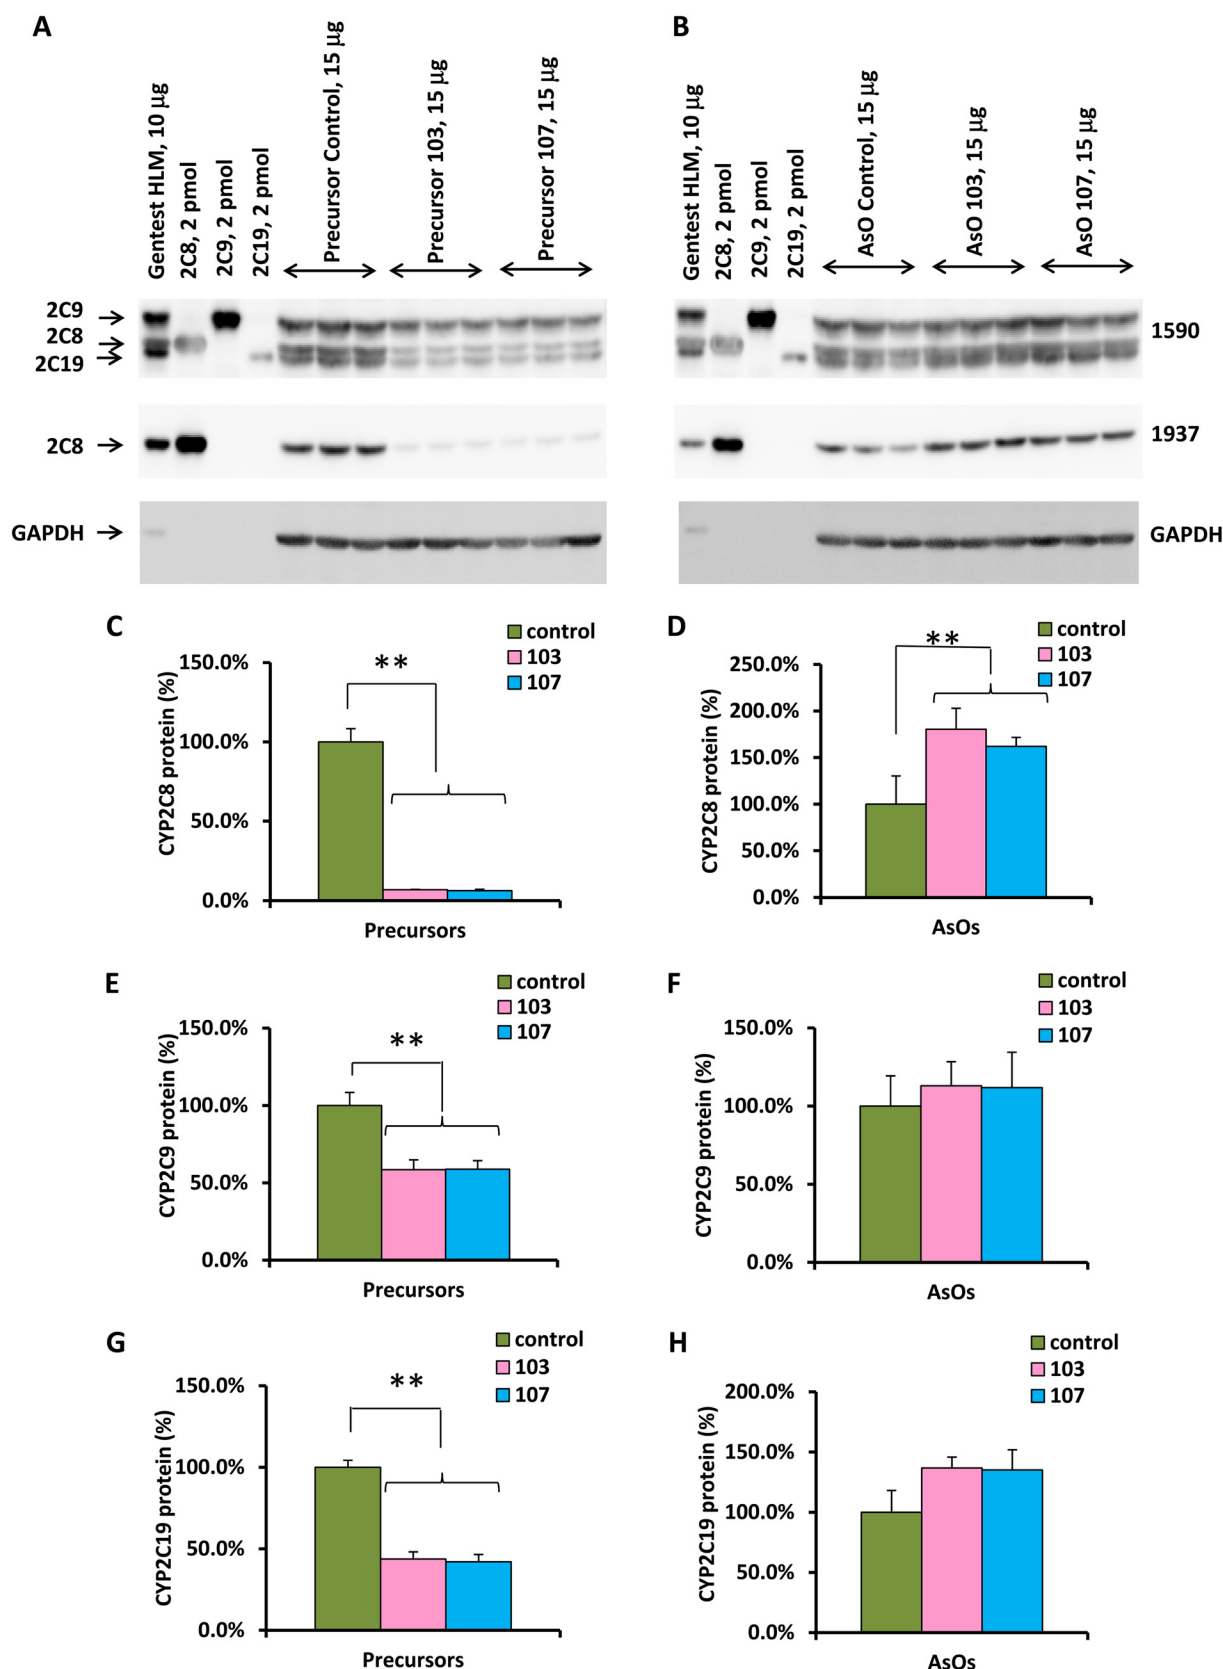 A
Gentest HLM, 10 µg
2C8, 2 pmol
2C9, 2 pmol
2C19, 2 pmol
Precursor Control, 15 µg
Precursor 103, 15 µg
Precursor 107, 15 µg
2C9
2C8
2C19
2C8
GAPDH
B
Gentest HLM, 10 µg
2C8, 2 pmol
2C9, 2 pmol
2C19, 2 pmol
AsO Control, 15 µg
AsO 103, 15 µg
AsO 107, 15 µg
1590
1937
GAPDH
C
control
103
107
**
CYP2C8 protein (%)
150.0%
100.0%
50.0%
0.0%
Precursors
D
control
103
107
**
CYP2C8 protein (%)
250.0%
200.0%
150.0%
100.0%
50.0%
0.0%
AsOs
E
control
103
107
**
CYP2C9 protein (%)
150.0%
100.0%
50.0%
0.0%
Precursors
F
control
103
107
CYP2C9 protein (%)
150.0%
100.0%
50.0%
0.0%
AsOs
G
control
103
107
**
CYP2C19 protein (%)
150.0%
100.0%
50.0%
0.0%
Precursors
H
control
103
107
CYP2C19 protein (%)
200.0%
150.0%
100.0%
50.0%
0.0%
AsOs